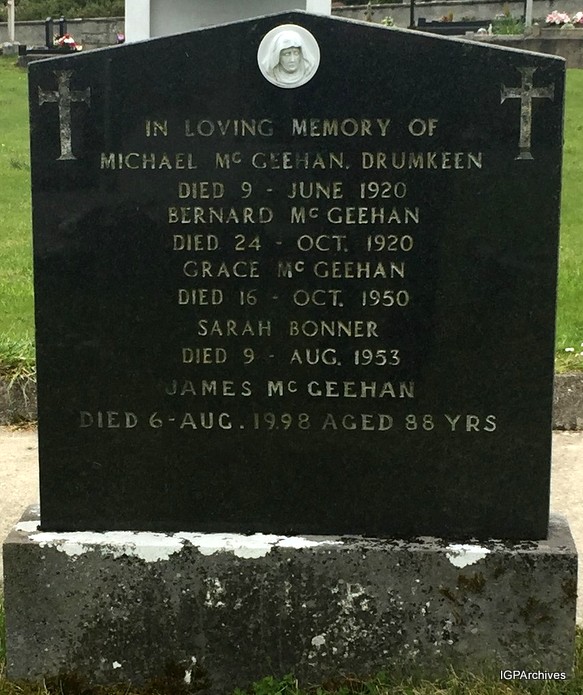 IN LOVING MEMORY OF
MICHAEL Mc GEEHAN. DRUMKEEN
DIED 9 - JUNE 1920
BERNARD Mc GEEHAN
DIED 24 - OCT. 1920
GRACE Mc GEEHAN
DIED 16 - OCT. 1950
SARAH BONNER
DIED 9 - AUG. 1953
JAMES Mc GEEHAN
DIED 6-AUG. 1998 AGED 88 YRS
IGPArchives